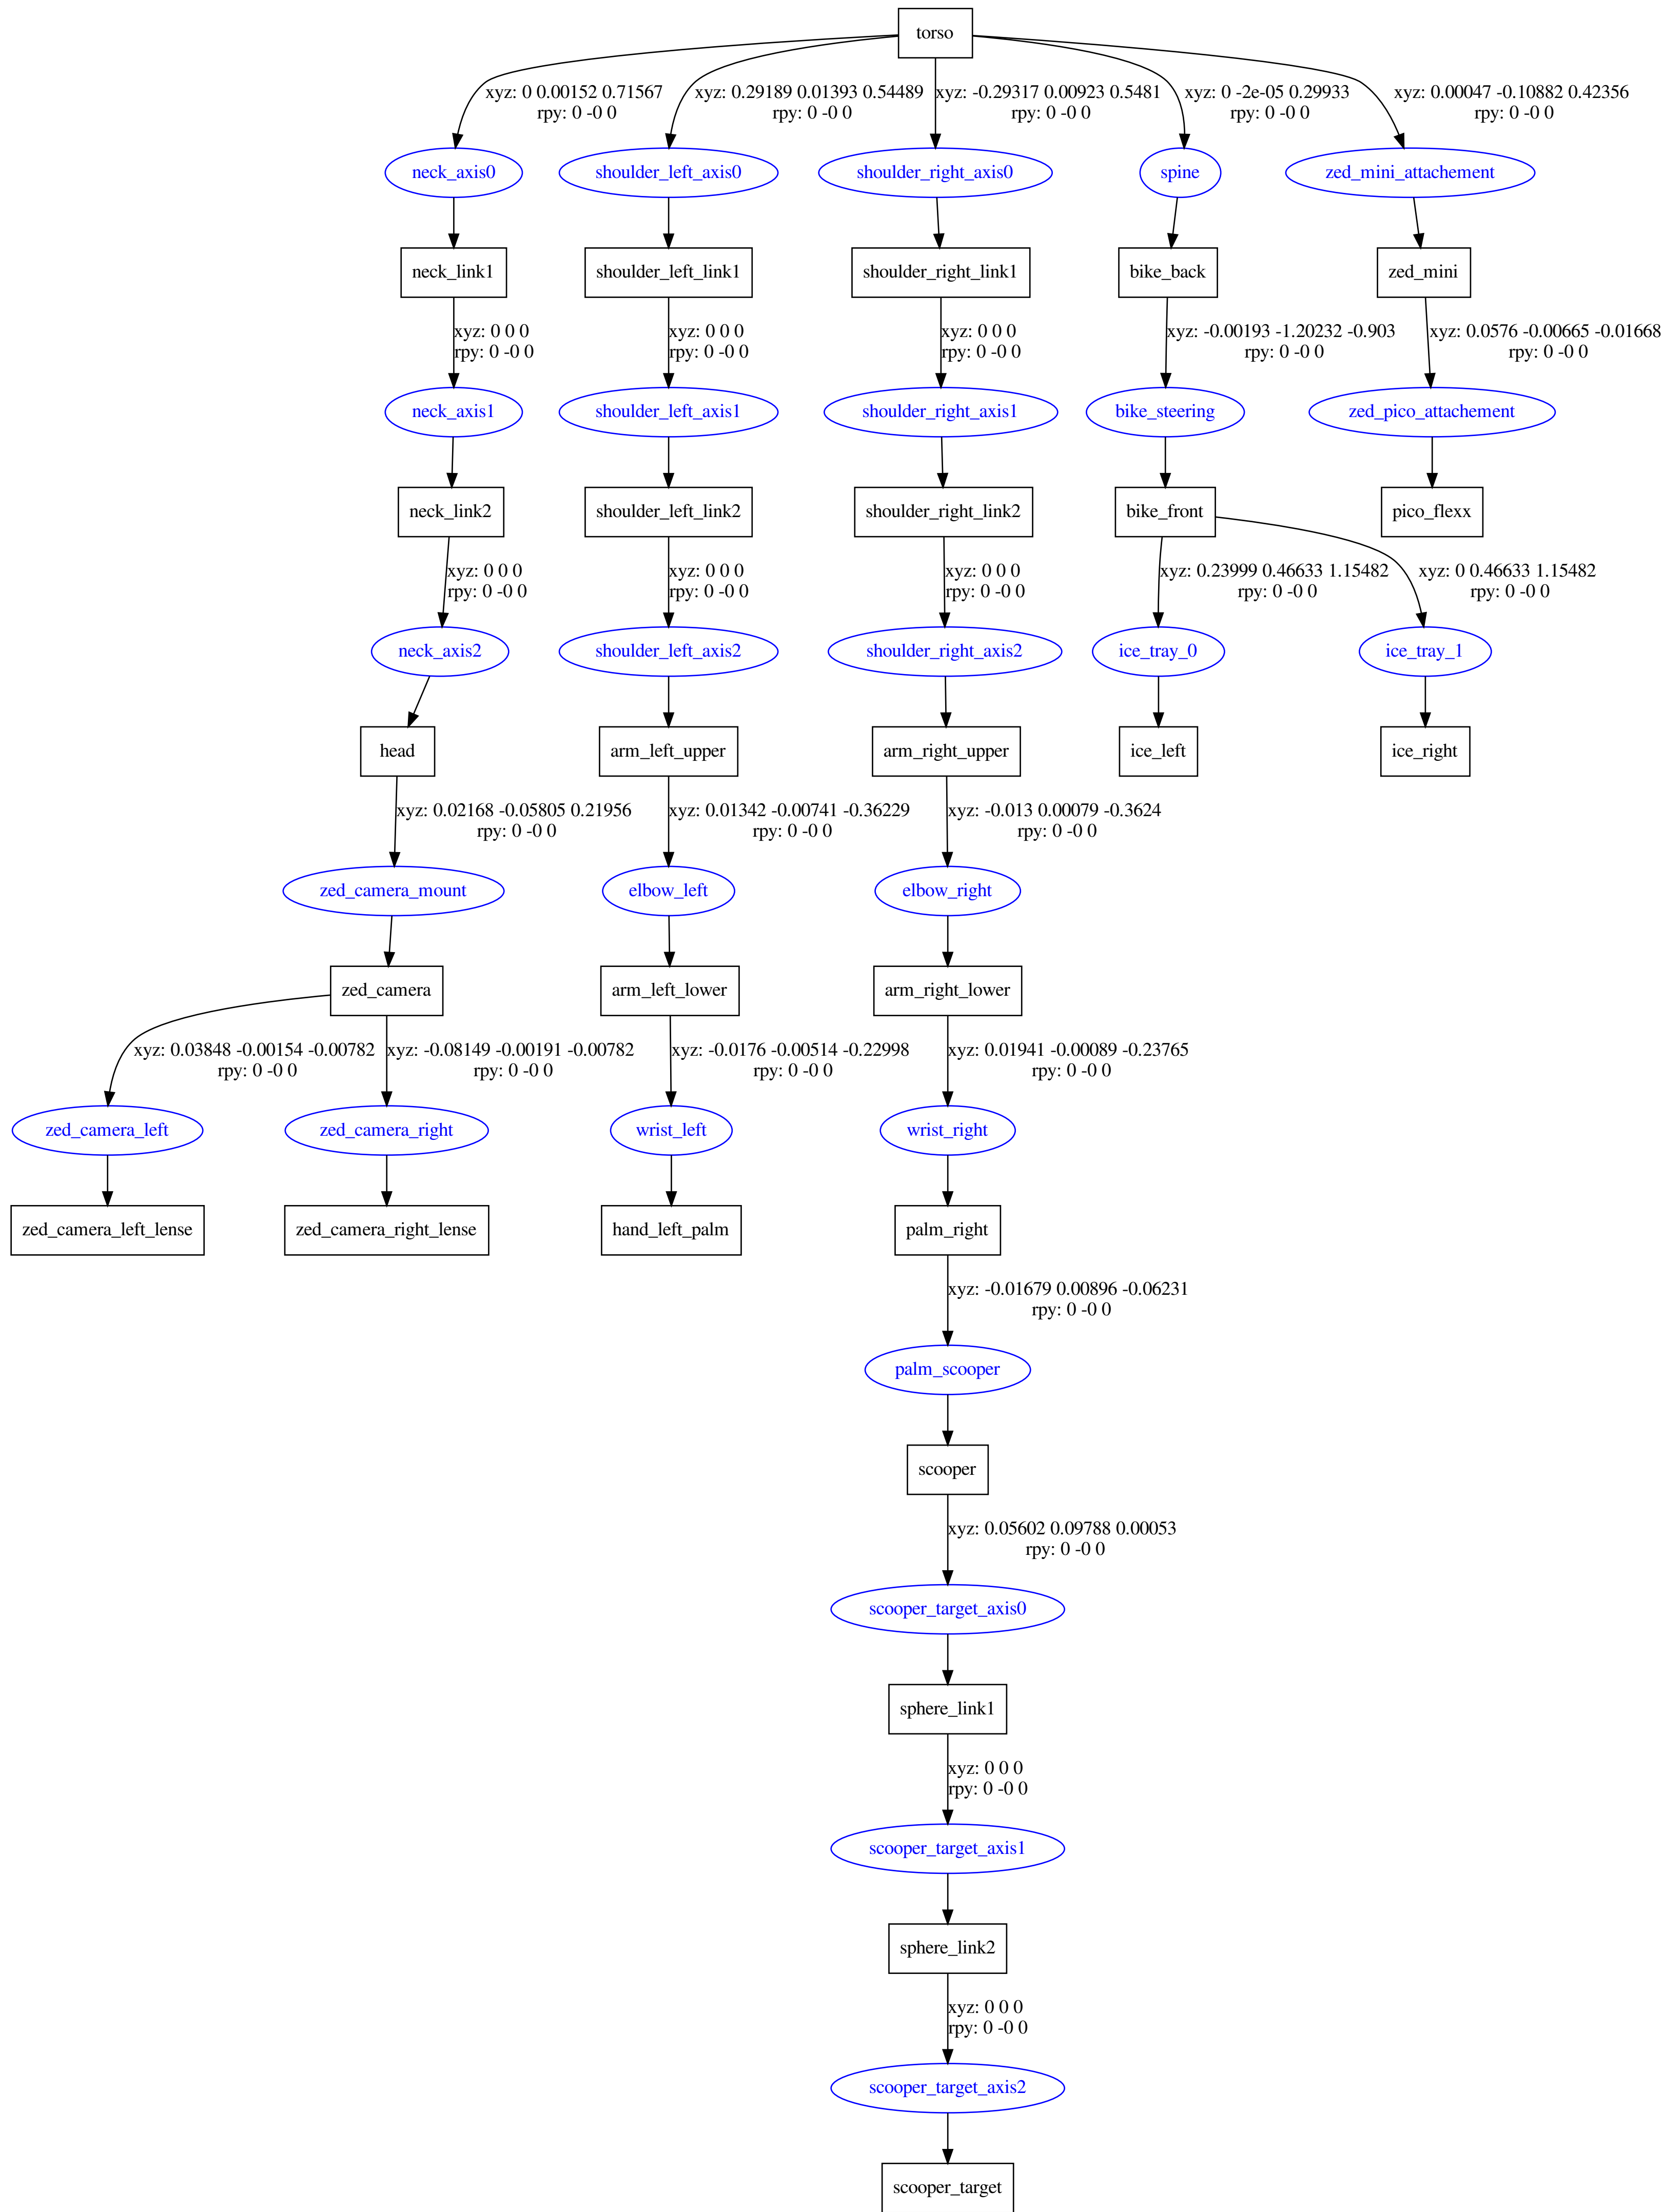 torso
xyz: 0 0.00152 0.71567
rpy: 0 -0 0
xyz: 0.29189 0.01393 0.54489
rpy: 0 -0 0
xyz: -0.29317 0.00923 0.5481
rpy: 0 -0 0
xyz: 0 -2e-05 0.29933
rpy: 0 -0 0
xyz: 0.00047 -0.10882 0.42356
rpy: 0 -0 0
neck_axis0
shoulder_left_axis0
shoulder_right_axis0
spine
zed_mini_attachement
neck_link1
shoulder_left_link1
shoulder_right_link1
bike_back
zed_mini
xyz: 0 0 0
rpy: 0 -0 0
xyz: 0 0 0
rpy: 0 -0 0
xyz: 0 0 0
rpy: 0 -0 0
xyz: -0.00193 -1.20232 -0.903
rpy: 0 -0 0
xyz: 0.0576 -0.00665 -0.01668
rpy: 0 -0 0
neck_axis1
shoulder_left_axis1
shoulder_right_axis1
bike_steering
zed_pico_attachement
neck_link2
shoulder_left_link2
shoulder_right_link2
bike_front
pico_flexx
xyz: 0 0 0
rpy: 0 -0 0
xyz: 0 0 0
rpy: 0 -0 0
xyz: 0 0 0
rpy: 0 -0 0
xyz: 0.23999 0.46633 1.15482
rpy: 0 -0 0
xyz: 0 0.46633 1.15482
rpy: 0 -0 0
neck_axis2
shoulder_left_axis2
shoulder_right_axis2
ice_tray_0
ice_tray_1
head
arm_left_upper
arm_right_upper
ice_left
ice_right
xyz: 0.02168 -0.05805 0.21956
rpy: 0 -0 0
xyz: 0.01342 -0.00741 -0.36229
rpy: 0 -0 0
xyz: -0.013 0.00079 -0.3624
rpy: 0 -0 0
zed_camera_mount
elbow_left
elbow_right
zed_camera
arm_left_lower
arm_right_lower
xyz: 0.03848 -0.00154 -0.00782
rpy: 0 -0 0
xyz: -0.08149 -0.00191 -0.00782
rpy: 0 -0 0
xyz: -0.0176 -0.00514 -0.22998
rpy: 0 -0 0
xyz: 0.01941 -0.00089 -0.23765
rpy: 0 -0 0
zed_camera_left
zed_camera_right
wrist_left
wrist_right
zed_camera_left_lense
zed_camera_right_lense
hand_left_palm
palm_right
xyz: -0.01679 0.00896 -0.06231
rpy: 0 -0 0
palm_scooper
scooper
xyz: 0.05602 0.09788 0.00053
rpy: 0 -0 0
scooper_target_axis0
sphere_link1
xyz: 0 0 0
rpy: 0 -0 0
scooper_target_axis1
sphere_link2
xyz: 0 0 0
rpy: 0 -0 0
scooper_target_axis2
scooper_target